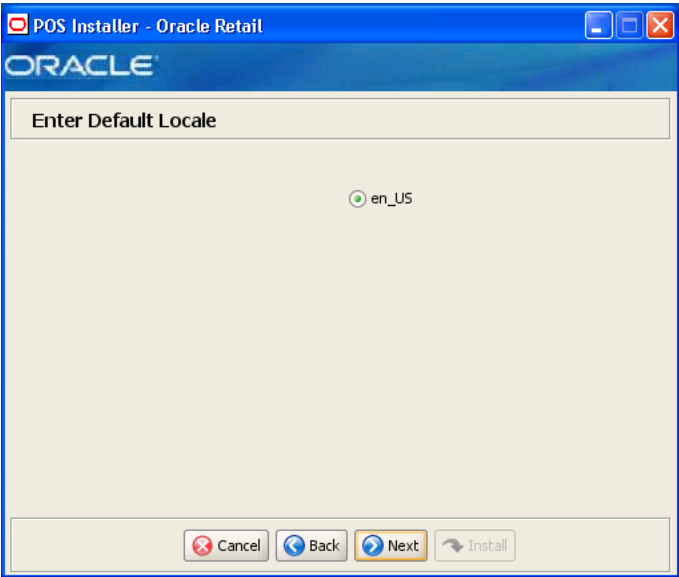 POS Installer - Oracle Retail
ORACLE
Enter Default Locale
en_US
Cancel Back Next Install